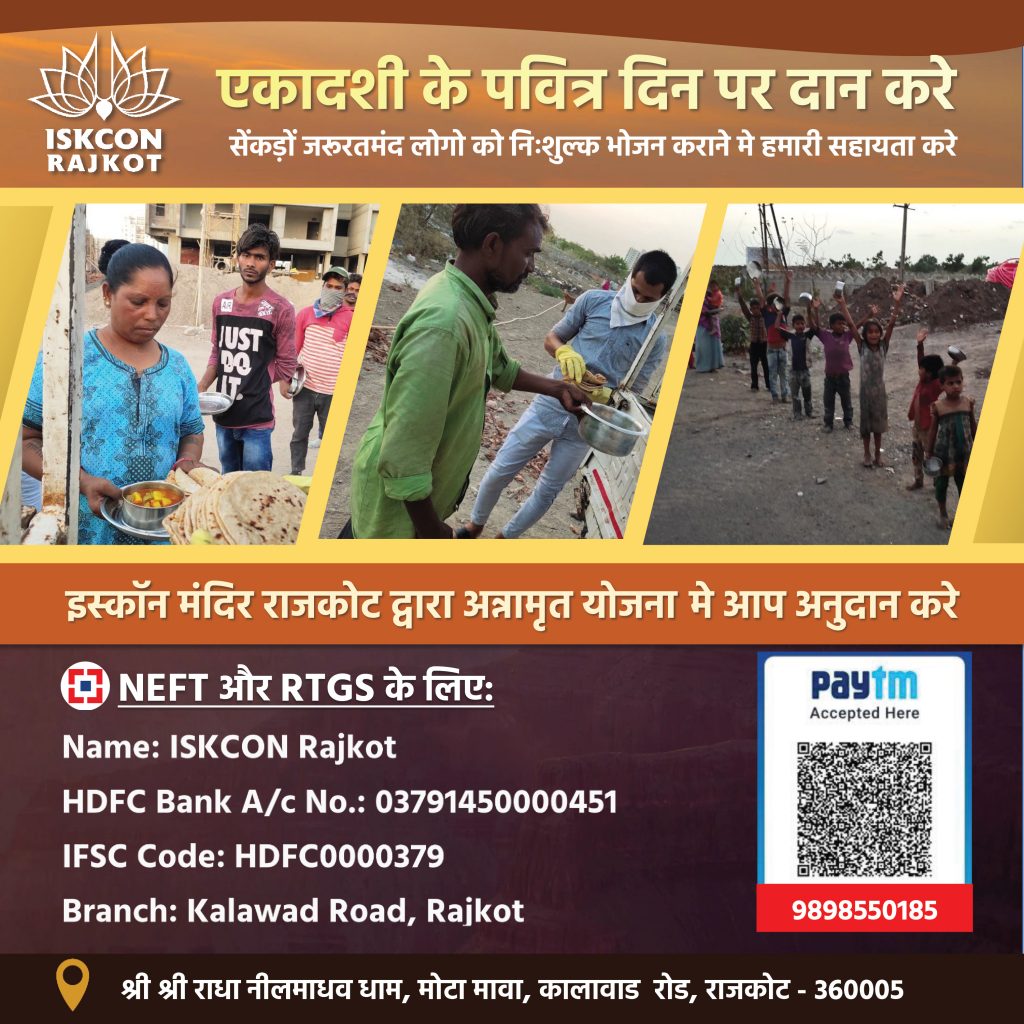 ISKCON
RAJKOT
एकादशी के पवित्र दिन पर दान करे
सेंकड़ों जरूरतमंद लोगो को निःशुल्क भोजन कराने मे हमारी सहायता करे
JUST
DO
IT.
इस्कॉन मंदिर राजकोट द्वारा अन्नामृत योजना मे आप अनुदान करे
NEFT और RTGS के लिए:
Name: ISKCON Rajkot
HDFC Bank A/c No.: 03791450000451
IFSC Code: HDFC0000379
Branch: Kalawad Road, Rajkot
paytm
Accepted Here
9898550185
श्री श्री राधा नीलमाधव धाम, मोटा मावा, कालावाड रोड, राजकोट - 360005